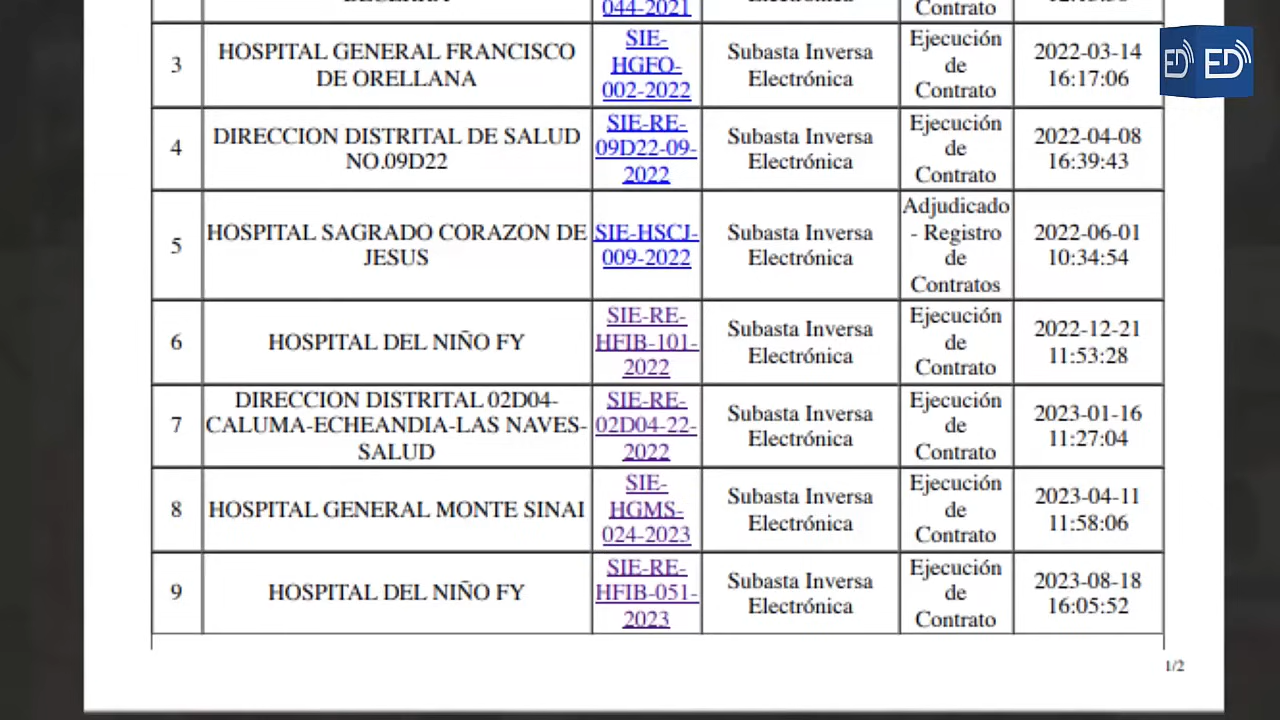 044-2021
Contrato
3
HOSPITAL GENERAL FRANCISCO
DE ORELLANA
SIE-
HGFO-
002-2022
Subasta Inversa
Electrónica
Ejecución
de
Contrato
2022-03-14
16:17:06
4
DIRECCION DISTRITAL DE SALUD
NO.09D22
SIE-RE-
09D22-09-
2022
Subasta Inversa
Electrónica
Ejecución
de
Contrato
2022-04-08
16:39:43
5
HOSPITAL SAGRADO CORAZON DE
JESUS
SIE-HSCJ-
009-2022
Subasta Inversa
Electrónica
Adjudicado
- Registro
de
Contratos
2022-06-01
10:34:54
6
HOSPITAL DEL NIÑO FY
SIE-RE-
HFIB-101-
2022
Subasta Inversa
Electrónica
Ejecución
de
Contrato
2022-12-21
11:53:28
7
DIRECCION DISTRITAL 02D04-
CALUMA-ECHEANDIA-LAS NAVES-
SALUD
SIE-RE-
02D04-22-
2022
Subasta Inversa
Electrónica
Ejecución
de
Contrato
2023-01-16
11:27:04
8
HOSPITAL GENERAL MONTE SINAI
SIE-
HGMS-
024-2023
Subasta Inversa
Electrónica
Ejecución
de
Contrato
2023-04-11
11:58:06
9
HOSPITAL DEL NIÑO FY
SIE-RE-
HFIB-051-
2023
Subasta Inversa
Electrónica
Ejecución
de
Contrato
2023-08-18
16:05:52
1/2
ED ED